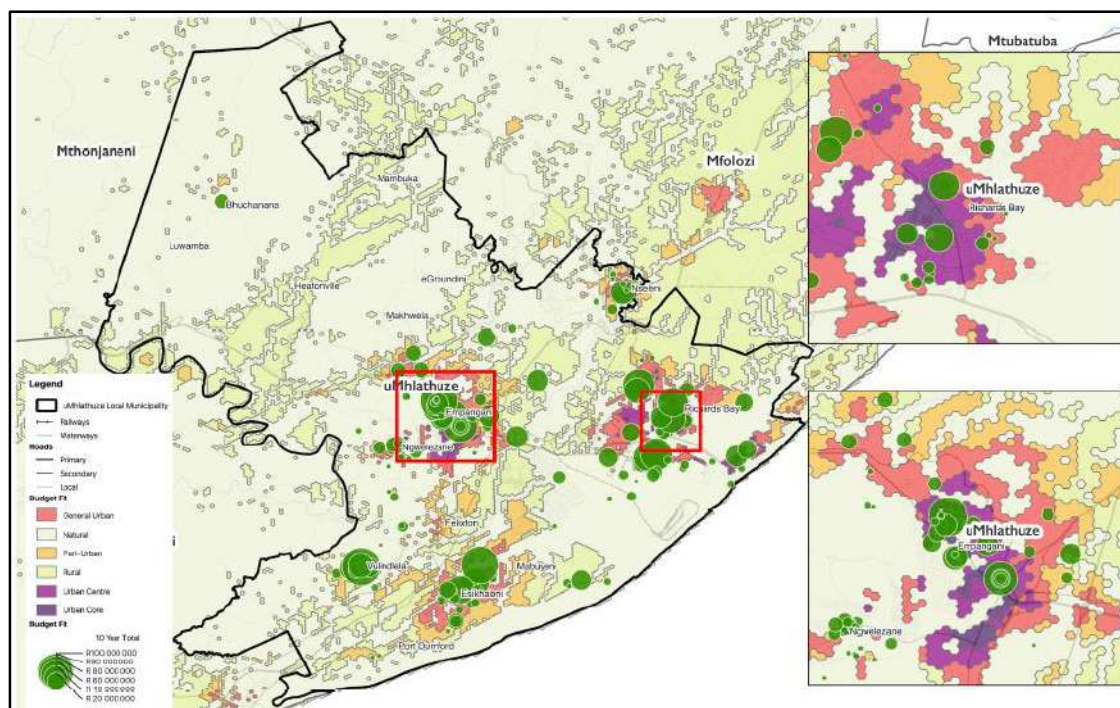 Mtubatuba
Mthonjaneni
Mfolozi
Mambuka
Bhuchanana
Luwamba
eGroundini
Heatonville
Nseleni
Makhwela
uMhlathuze
Empangeni
Richards Bay
Ngwelezane
Felixton
Vulindlela
Mabuyeni
Esikhawini
Port Durnford
uMhlathuze
Richards Bay
uMhlathuze
Empangeni
Ngwelezane
Legend
uMhlathuze Local Municipality
Railways
Waterways
Roads
Primary
Secondary
Local
Budget Fit
General Urban
Natural
Peri-Urban
Rural
Urban Centre
Urban Core
Budget Fit
10 Year Total
R100 000 000
R 80 000 000
R 60 000 000
R 20 000 000